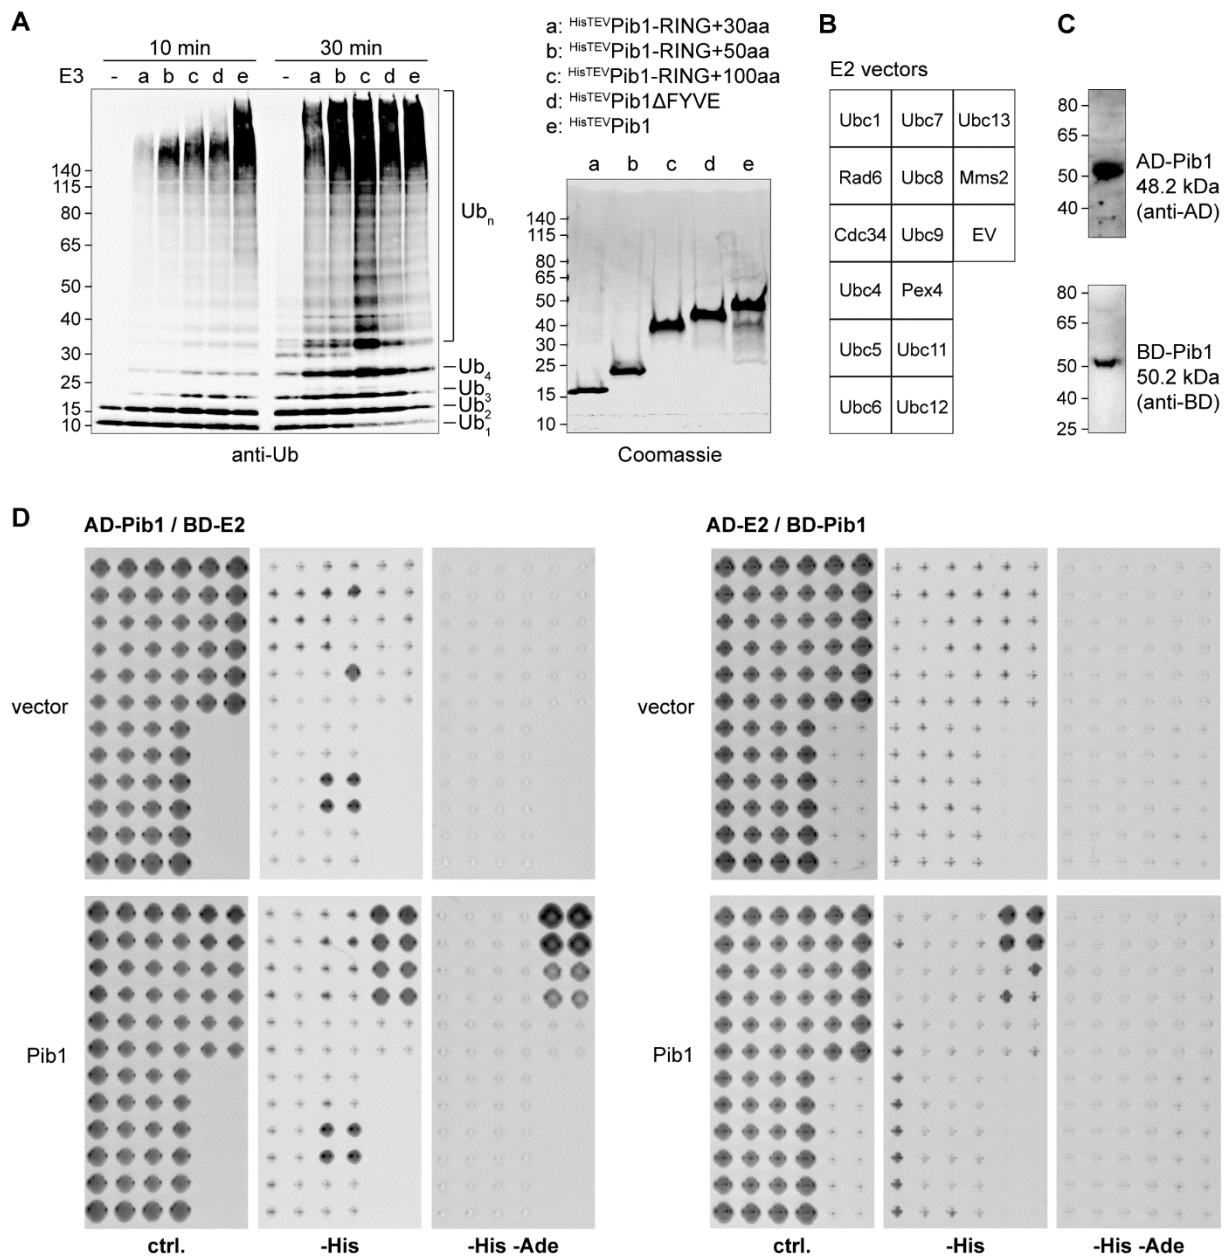 A
10 min 30 min
E3 - a b c d e - a b c d e
140
115
80
65
50
40
30
25
15
10
Ubn
Ub4
Ub3
Ub2
Ub1
anti-Ub
a: HisTEVPib1-RING+30aa
b: HisTEVPib1-RING+50aa
c: HisTEVPib1-RING+100aa
d: HisTEVPib1ΔFYVE
e: HisTEVPib1
a b c d e
140
115
80
65
50
40
30
25
15
10
Coomassie
B
E2 vectors
Ubc1 Ubc7 Ubc13
Rad6 Ubc8 Mms2
Cdc34 Ubc9 EV
Ubc4 Pex4
Ubc5 Ubc11
Ubc6 Ubc12
C
80
65
50
40
AD-Pib1
48.2 kDa
(anti-AD)
80
65
50
40
25
BD-Pib1
50.2 kDa
(anti-BD)
D
AD-Pib1 / BD-E2
vector
Pib1
ctrl. -His -His -Ade
AD-E2 / BD-Pib1
vector
Pib1
ctrl. -His -His -Ade